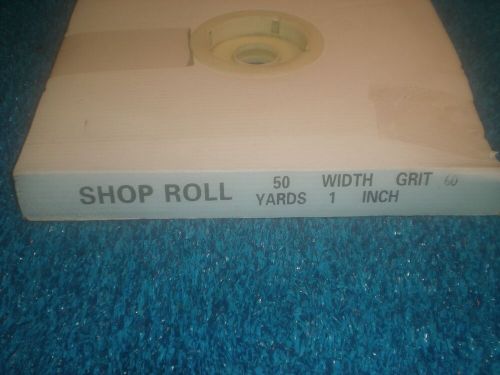 SHOP ROLL 50 WIDTH GRIT 60
YARDS 1 INCH